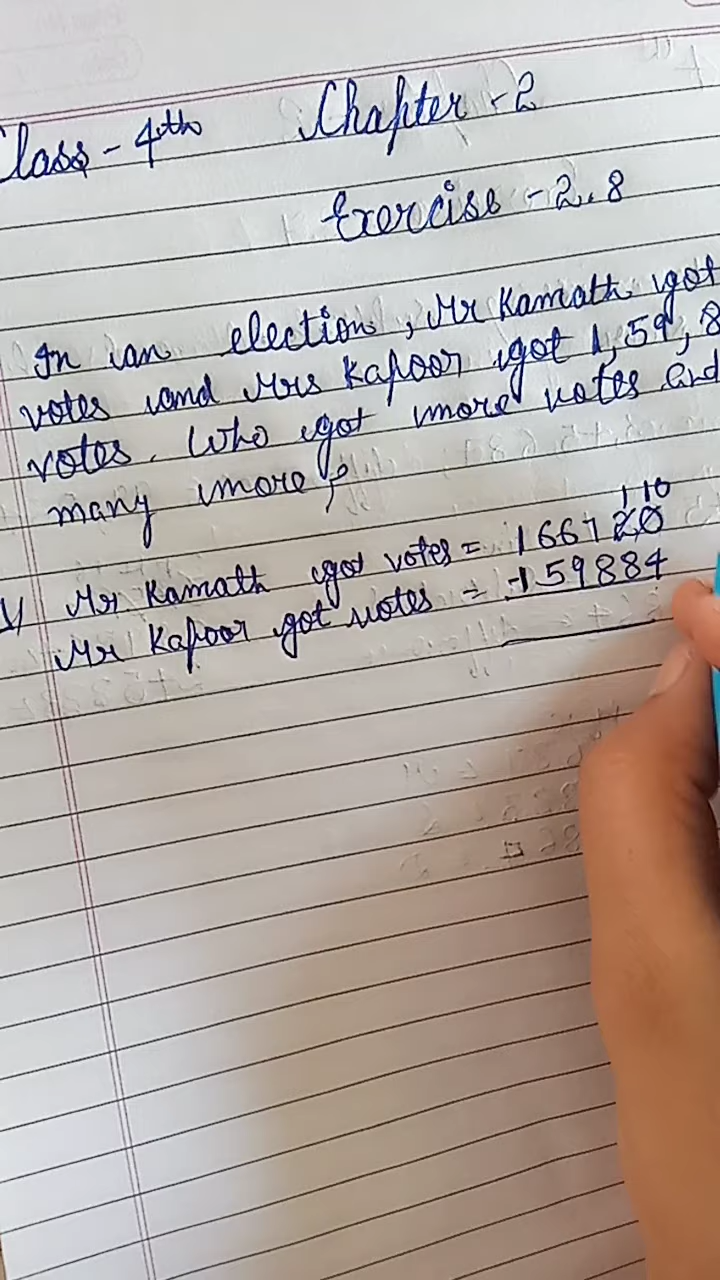 Class - 4th Chapter - 2
Exercise - 2.8
In an election, Mr Kamath got
votes and Mrs Kapoor got 1,59,8
votes. Who got more votes and
many more?
1 10
Mr Kamath got votes = 166720
Mr Kapoor got votes = -159884